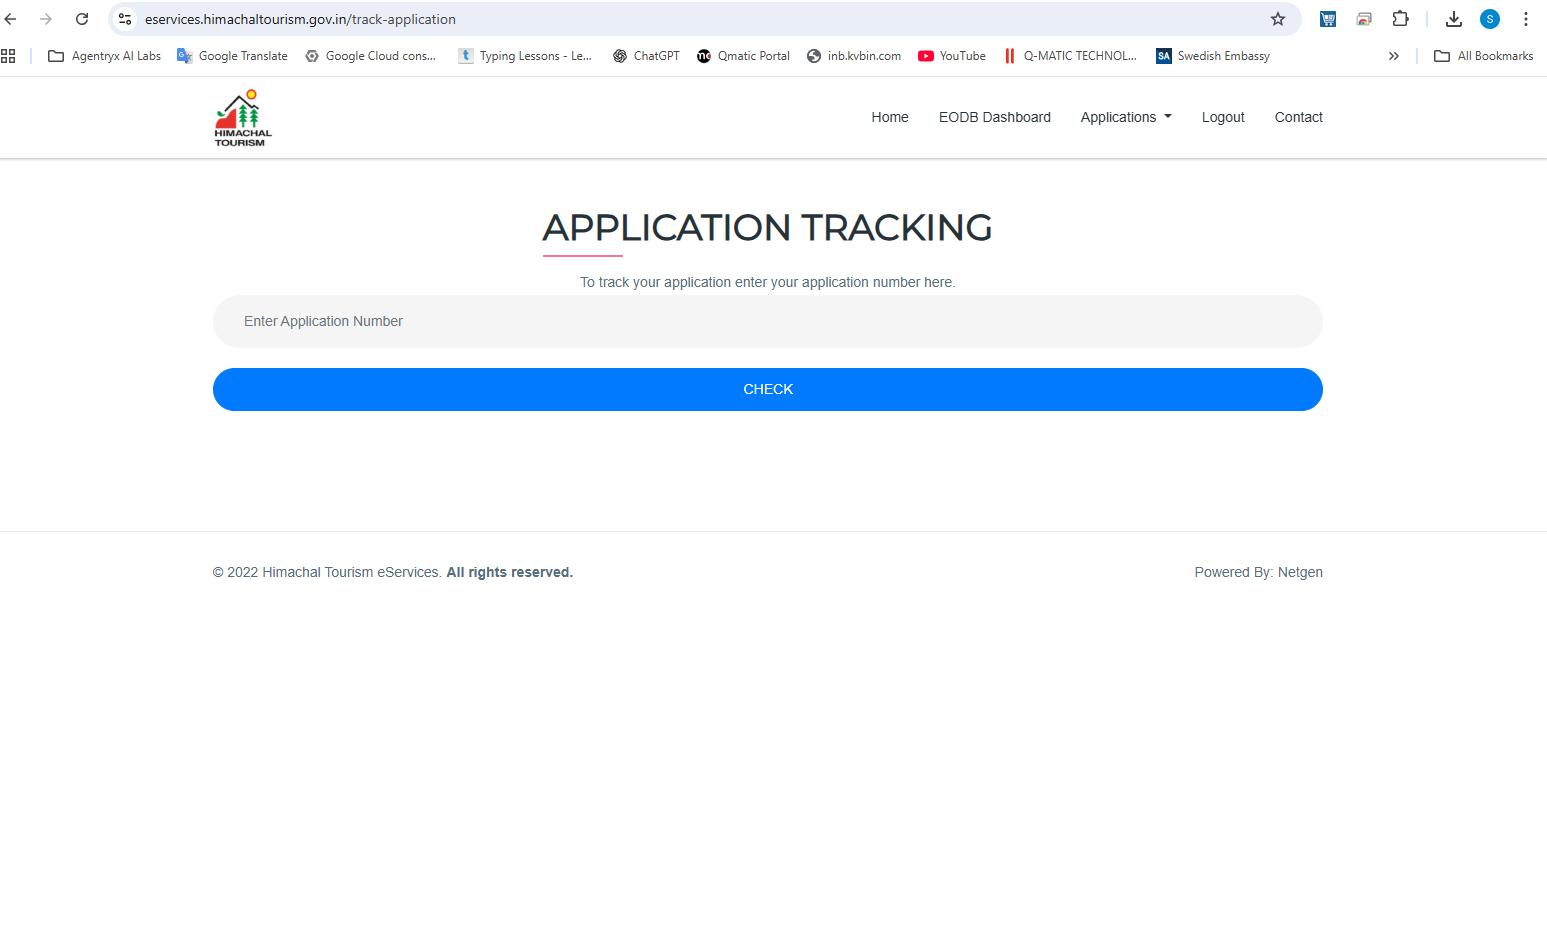 eservices.himachaltourism.gov.in/track-application
S
Agentryx AI Labs Google Translate Google Cloud cons... t Typing Lessons - Le... ChatGPT Qmatic Portal inb.kvbin.com YouTube Q-MATIC TECHNOL... SA Swedish Embassy » All Bookmarks
HIMACHAL
TOURISM
Home EODB Dashboard Applications Logout Contact
APPLICATION TRACKING
To track your application enter your application number here.
Enter Application Number
CHECK
© 2022 Himachal Tourism eServices. All rights reserved. Powered By: Netgen